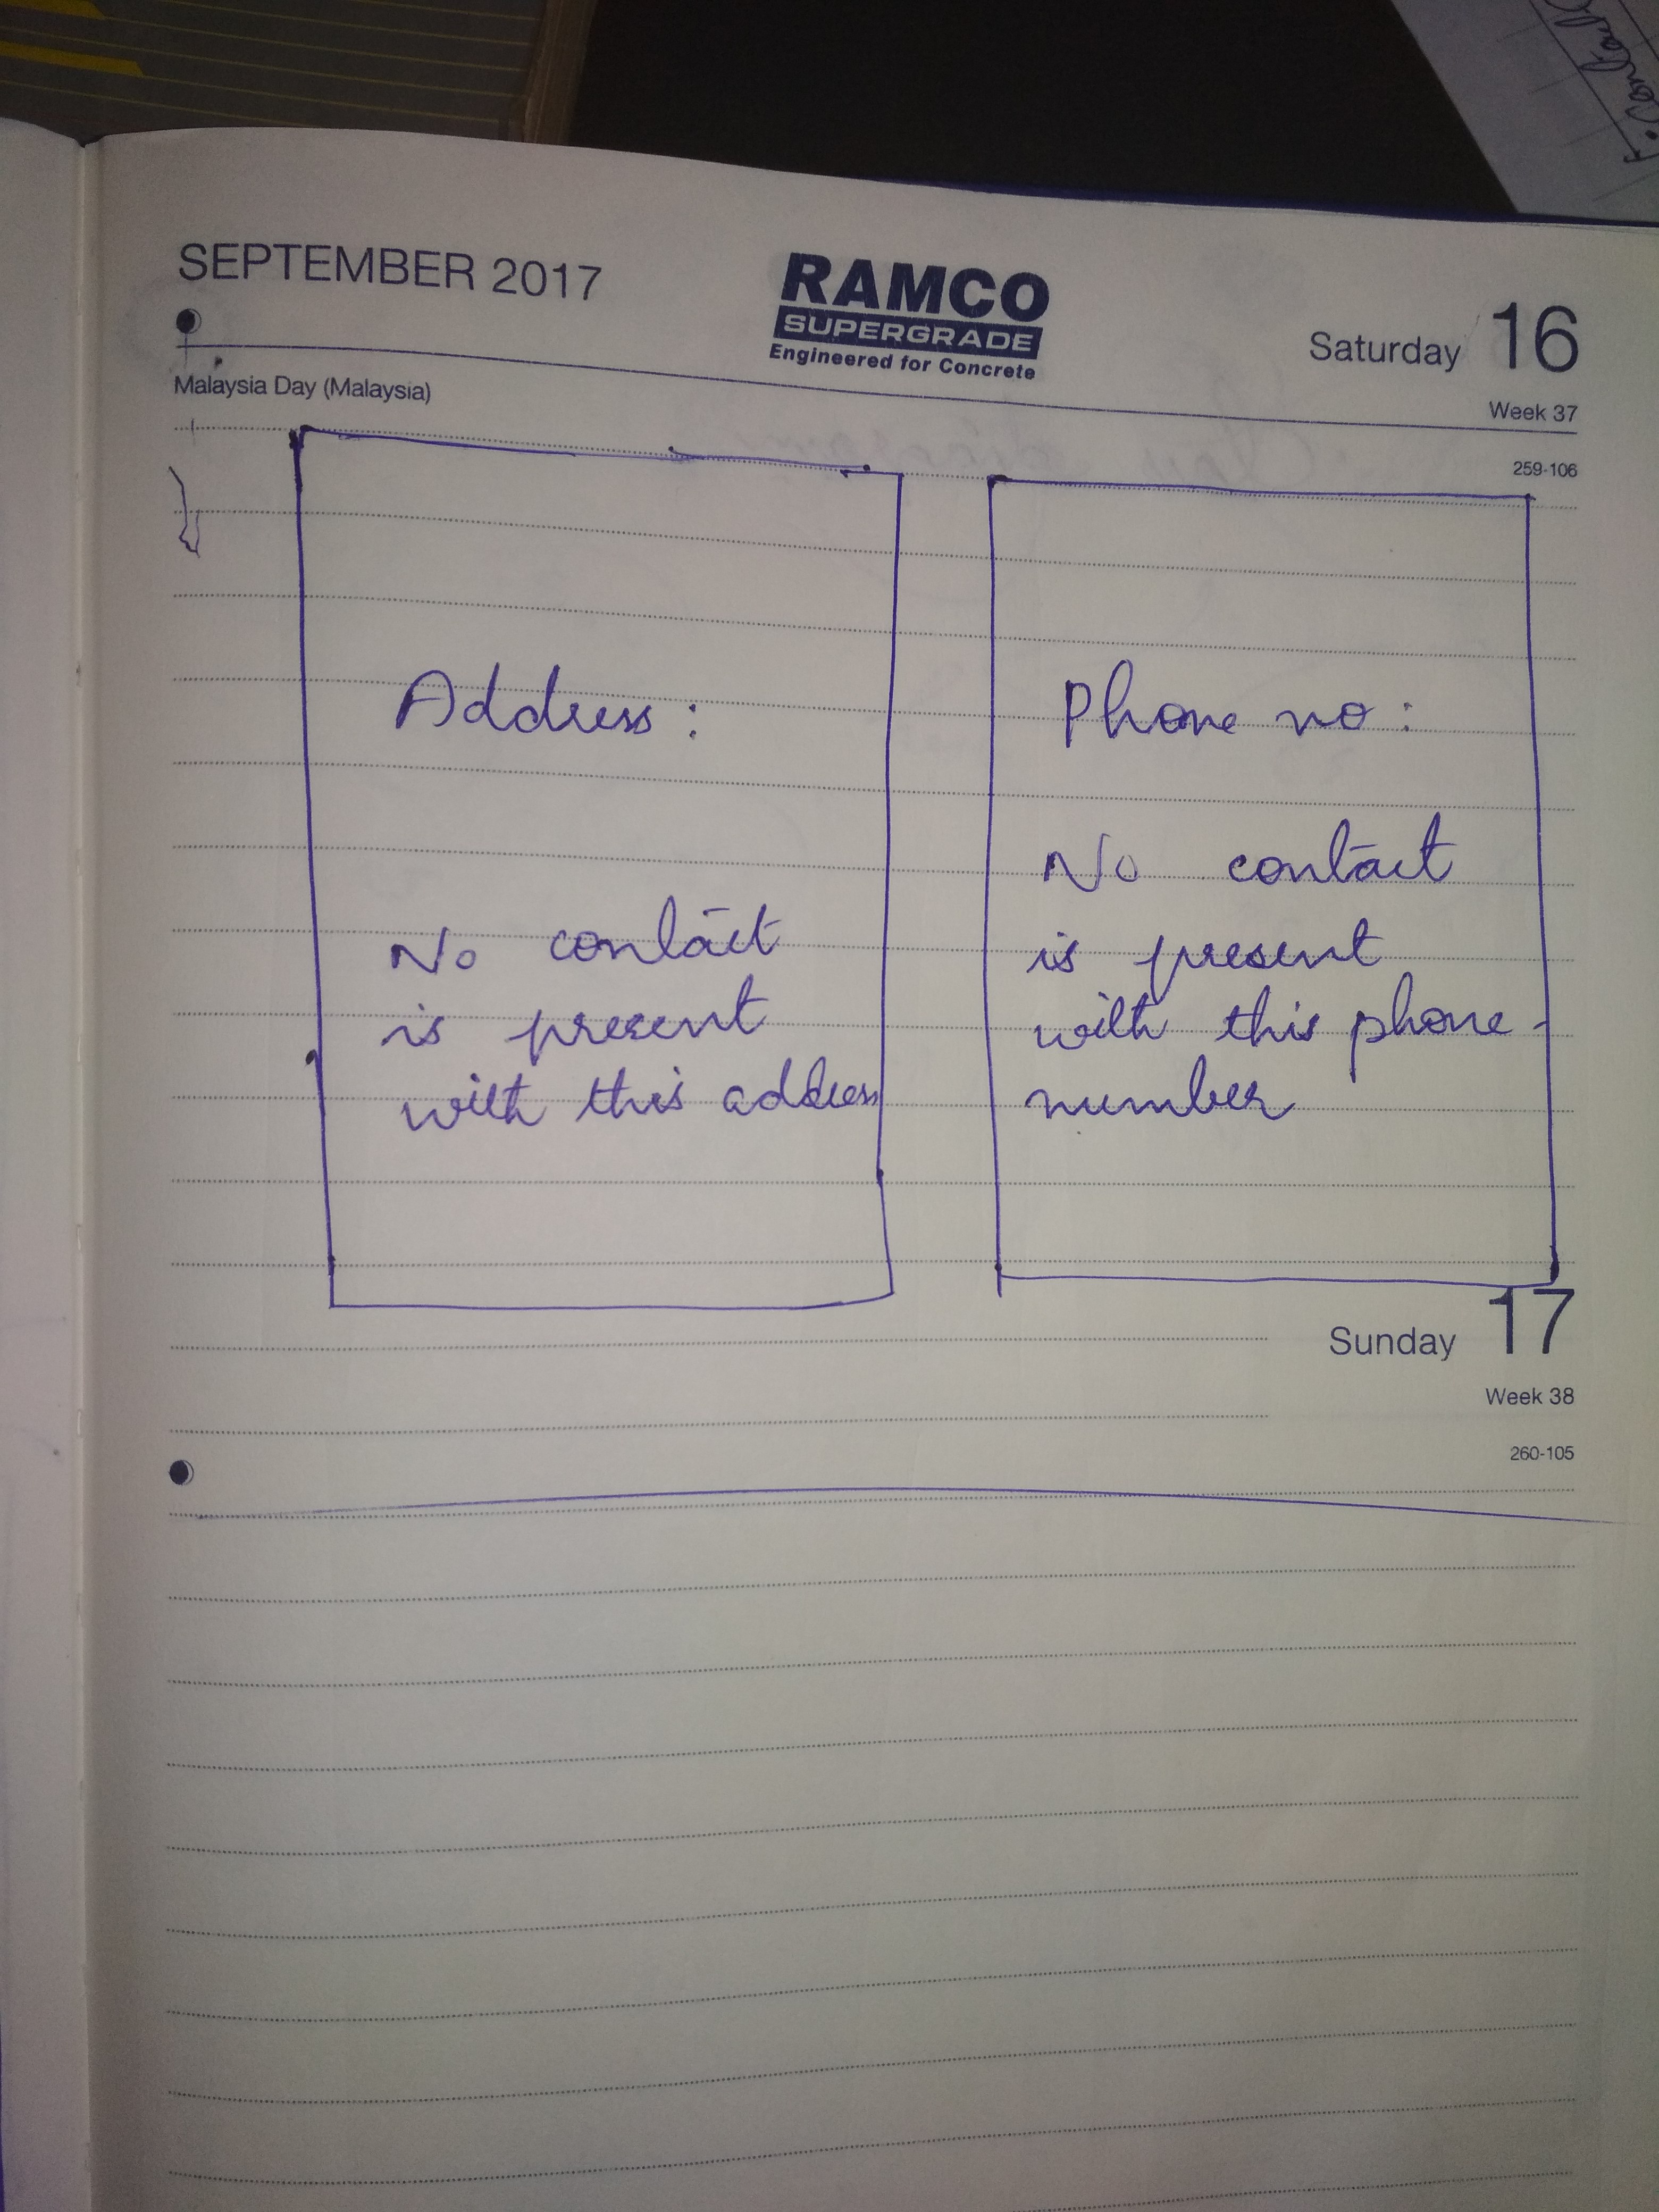 SEPTEMBER 2017
RAMCO
SUPERGRADE
Engineered for Concrete
Saturday 16
Malaysia Day (Malaysia)
Week 37
259-106
Address :
No contact
is present
with this address
Phone no :
No contact
is present
with this phone-
number
Sunday 17
Week 38
260-105